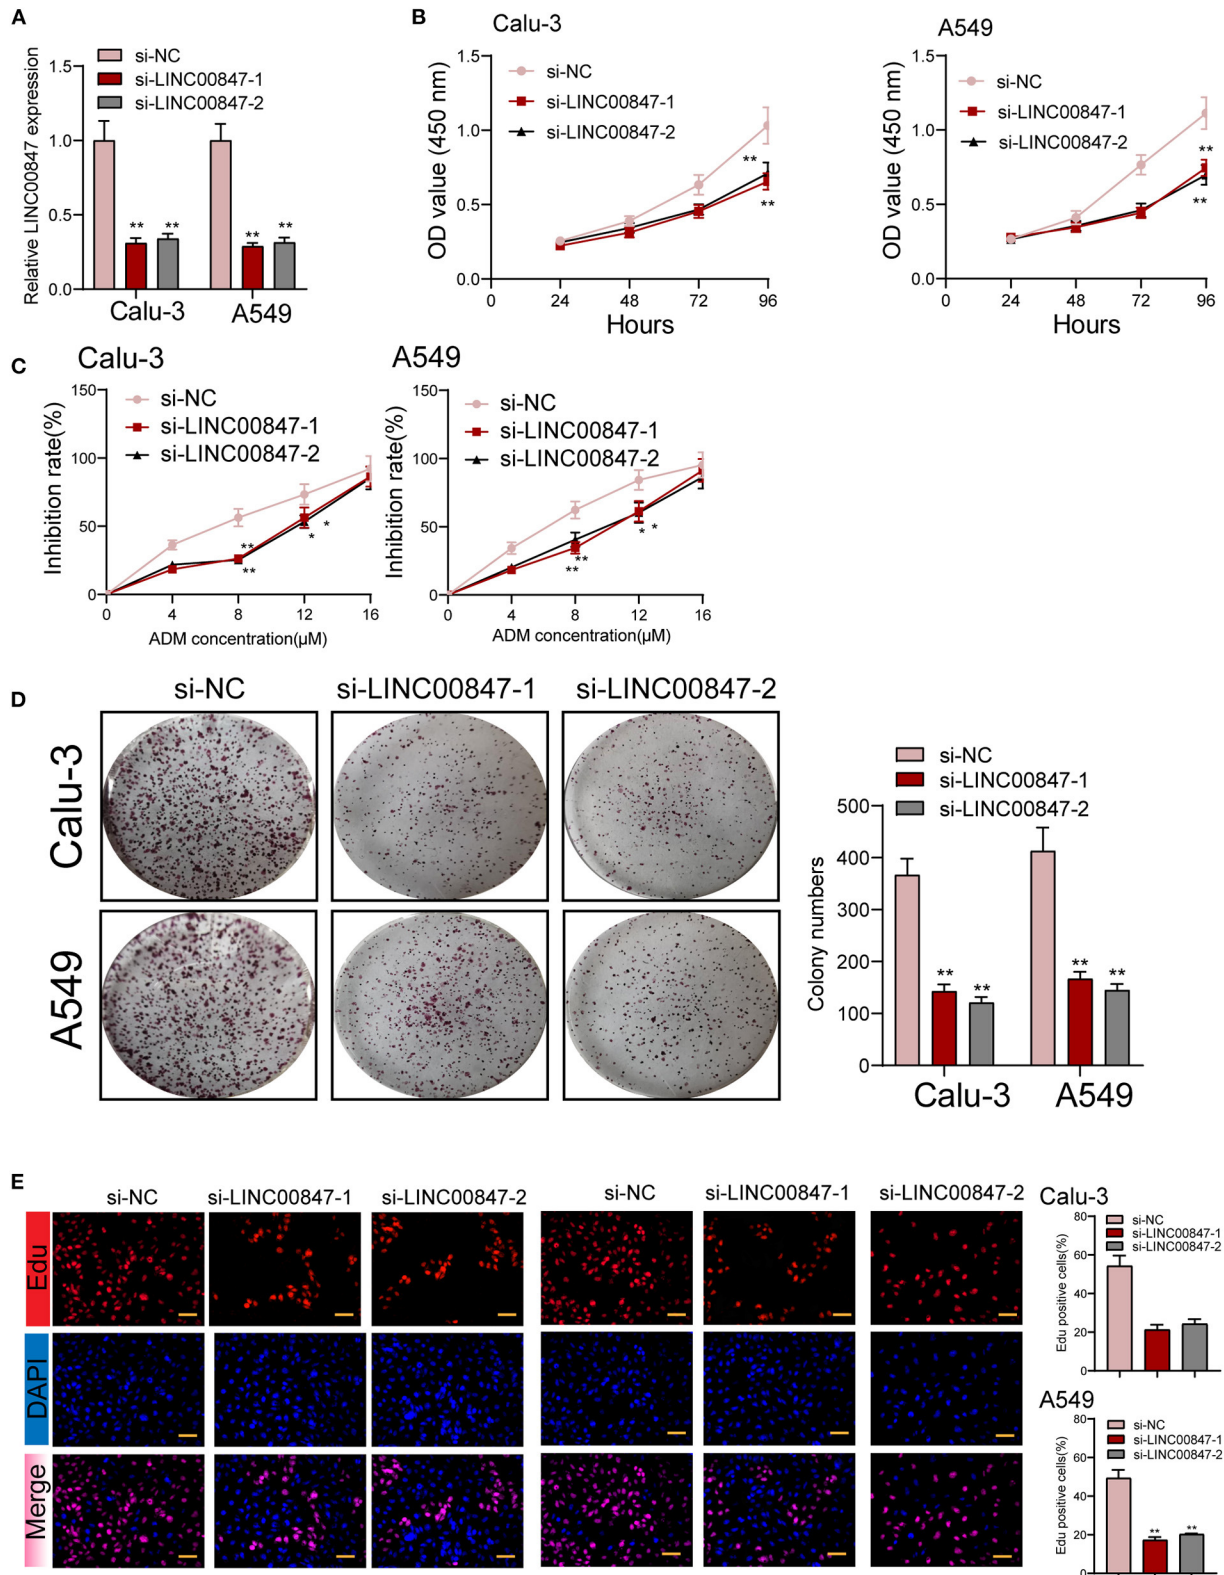 A
si-NC
si-LINC00847-1
si-LINC00847-2
Relative LINC00847 expression
1.5
1.0
0.5
0.0
** ** ** **
Calu-3 A549
B
Calu-3
si-NC
si-LINC00847-1
si-LINC00847-2
OD value (450 nm)
1.5
1.0
0.5
0.0
**
**
0 24 48 72 96
Hours
A549
si-NC
si-LINC00847-1
si-LINC00847-2
OD value (450 nm)
1.5
1.0
0.5
0.0
**
**
0 24 48 72 96
Hours
C
Calu-3
si-NC
si-LINC00847-1
si-LINC00847-2
Inhibition rate(%)
150
100
50
0
**
**
*
*
0 4 8 12 16
ADM concentration(μM)
A549
si-NC
si-LINC00847-1
si-LINC00847-2
Inhibition rate(%)
150
100
50
0
**
**
* *
0 4 8 12 16
ADM concentration(μM)
D
si-NC si-LINC00847-1 si-LINC00847-2
Calu-3
A549
si-NC
si-LINC00847-1
si-LINC00847-2
Colony numbers
500
400
300
200
100
0
** ** ** **
Calu-3 A549
E
si-NC si-LINC00847-1 si-LINC00847-2 si-NC si-LINC00847-1 si-LINC00847-2
Edu
DAPI
Merge
Calu-3
si-NC
si-LINC00847-1
si-LINC00847-2
Edu positive cells(%)
80
60
40
20
0
A549
si-NC
si-LINC00847-1
si-LINC00847-2
Edu positive cells(%)
80
60
40
20
0
** **